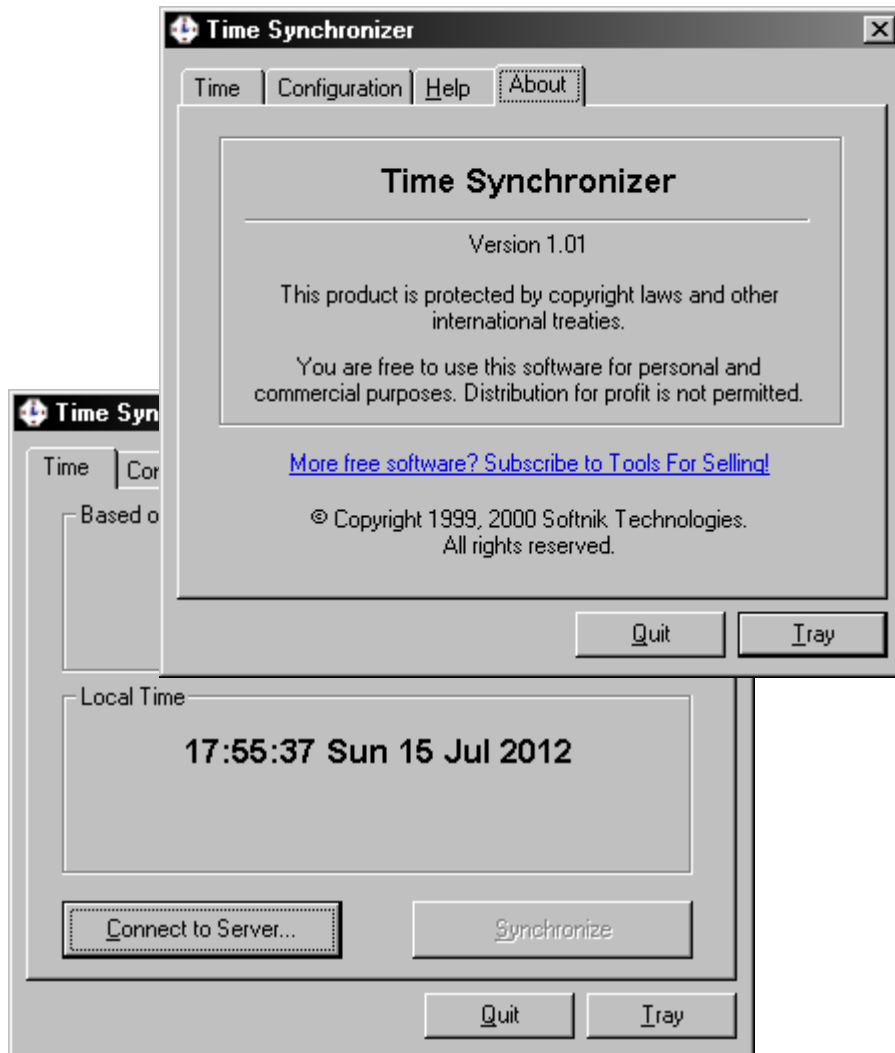 Time Synchronizer
Time Configuration Help About
Time Synchronizer
Version 1.01
This product is protected by copyright laws and other
international treaties.
You are free to use this software for personal and
commercial purposes. Distribution for profit is not permitted.
More free software? Subscribe to Tools For Selling!
© Copyright 1999, 2000 Softnik Technologies.
All rights reserved.
Quit Tray
Time Syn
Time Con
Based o
Local Time
17:55:37 Sun 15 Jul 2012
Connect to Server... Synchronize
Quit Tray